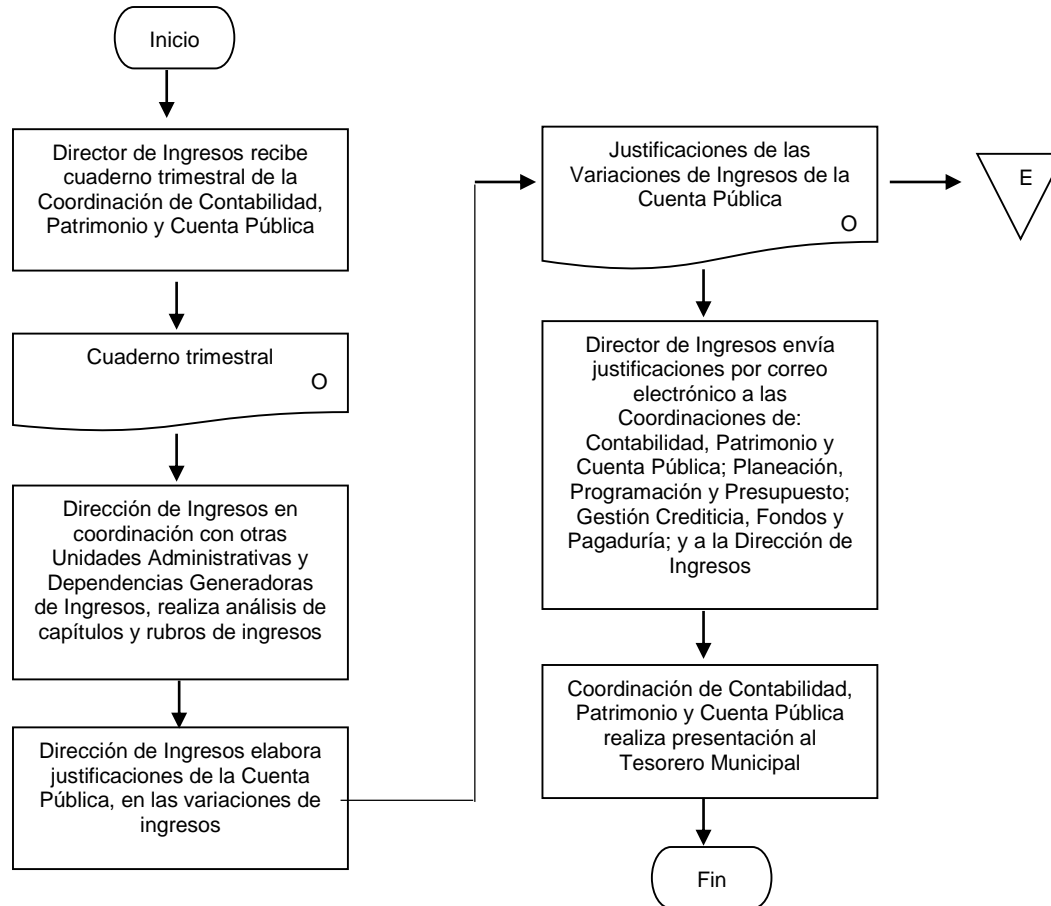 Inicio
Director de Ingresos recibe
cuaderno trimestral de la
Coordinación de Contabilidad,
Patrimonio y Cuenta Pública
Cuaderno trimestral
O
Dirección de Ingresos en
coordinación con otras
Unidades Administrativas y
Dependencias Generadoras
de Ingresos, realiza análisis de
capítulos y rubros de ingresos
Dirección de Ingresos elabora
justificaciones de la Cuenta
Pública, en las variaciones de
ingresos
Justificaciones de las
Variaciones de Ingresos de la
Cuenta Pública
O
E
Director de Ingresos envía
justificaciones por correo
electrónico a las
Coordinaciones de:
Contabilidad, Patrimonio y
Cuenta Pública; Planeación,
Programación y Presupuesto;
Gestión Crediticia, Fondos y
Pagaduría; y a la Dirección de
Ingresos
Coordinación de Contabilidad,
Patrimonio y Cuenta Pública
realiza presentación al
Tesorero Municipal
Fin